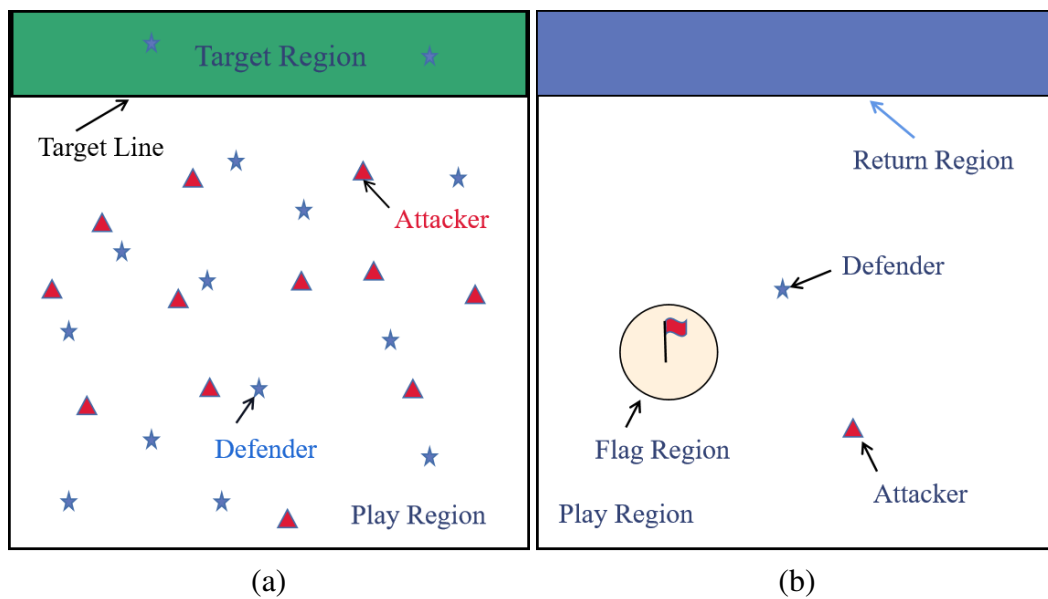 Target Region
Target Line
Attacker
Defender
Play Region
(a)
Return Region
Defender
Flag Region
Attacker
Play Region
(b)